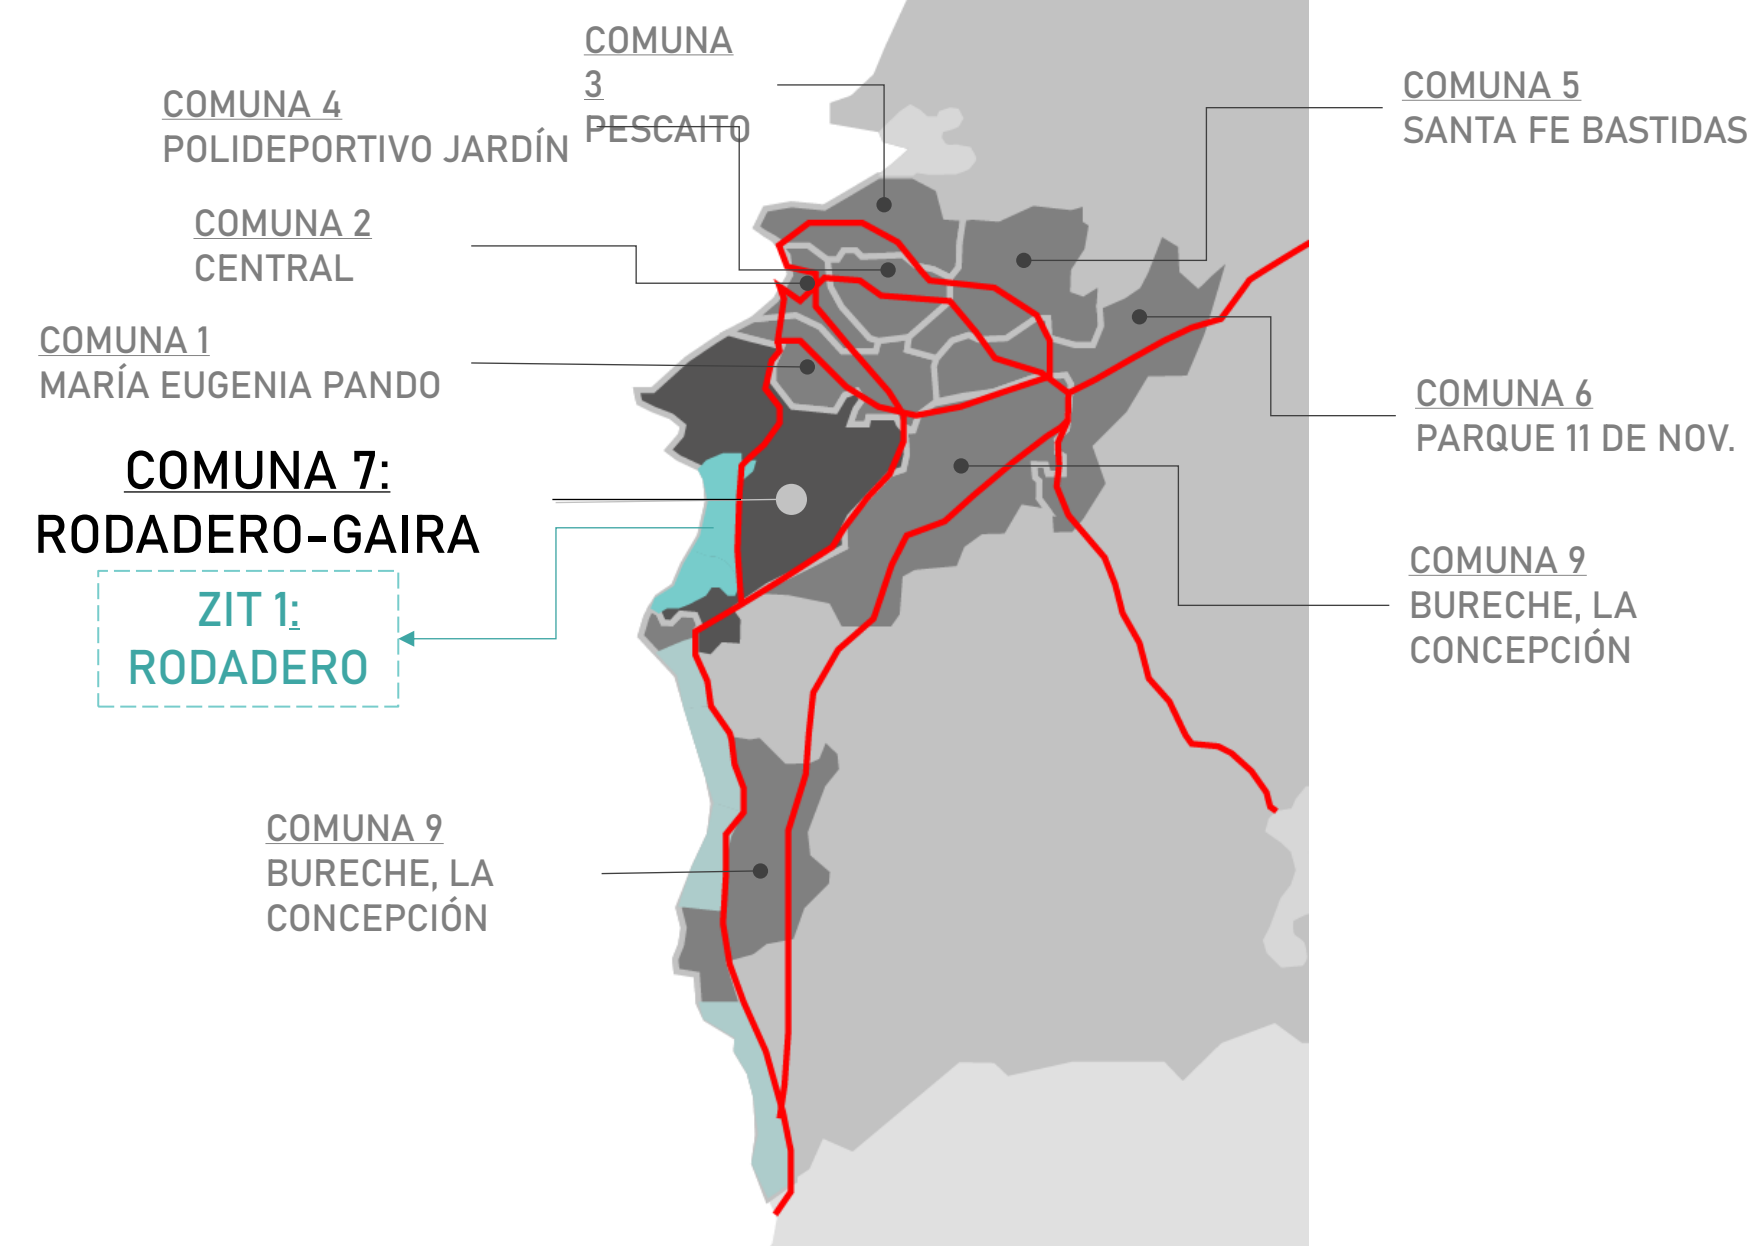 COMUNA
3
PESCAITO
COMUNA 4
POLIDEPORTIVO JARDÍN
COMUNA 5
SANTA FE BASTIDAS
COMUNA 2
CENTRAL
COMUNA 1
MARÍA EUGENIA PANDO
COMUNA 6
PARQUE 11 DE NOV.
COMUNA 7:
RODADERO-GAIRA
ZIT 1:
RODADERO
COMUNA 9
BURECHE, LA
CONCEPCIÓN
COMUNA 9
BURECHE, LA
CONCEPCIÓN